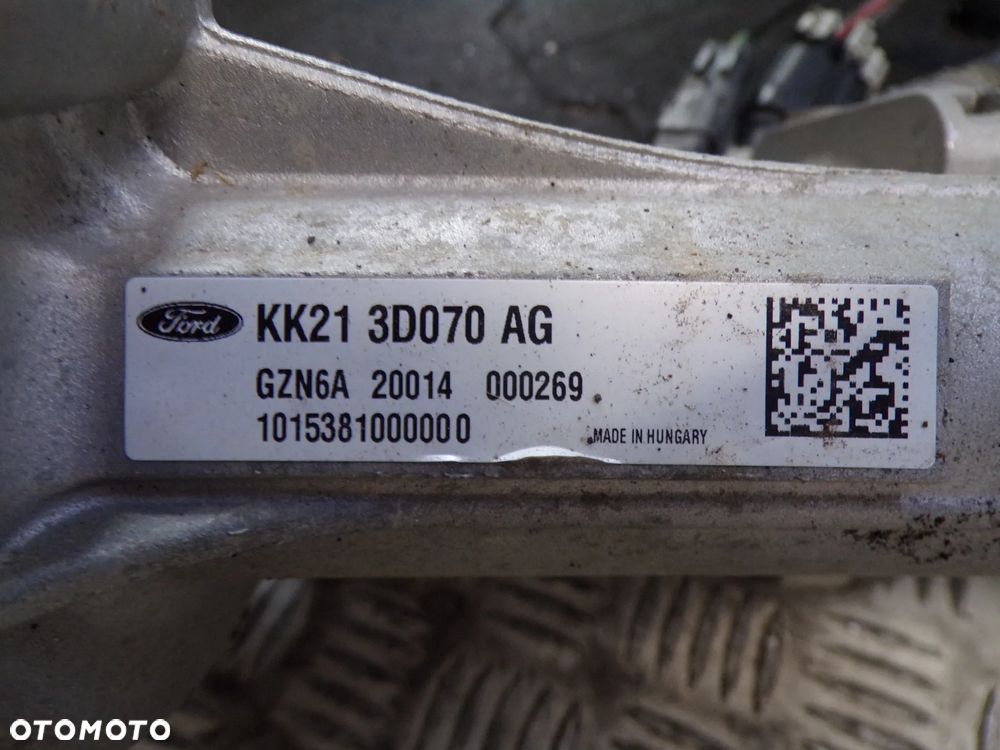 Ford KK21 3D070 AG
GZN6A 20014 000269
1015381000000
MADE IN HUNGARY
OTOMOTO